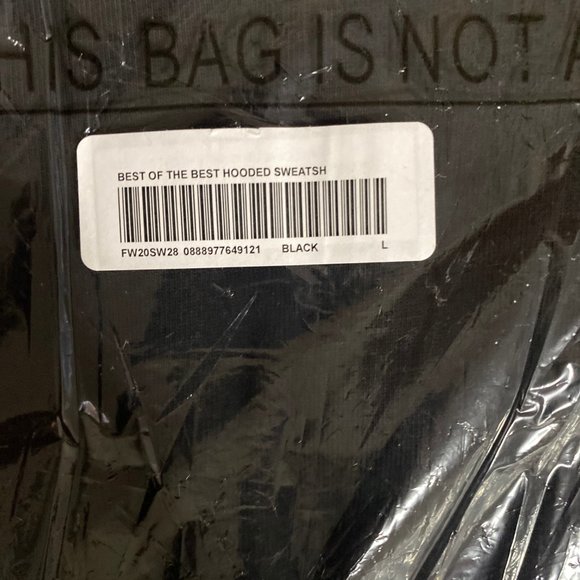 HIS BAG IS NOT A
BEST OF THE BEST HOODED SWEATSH
FW20SW28 0888977649121 BLACK L